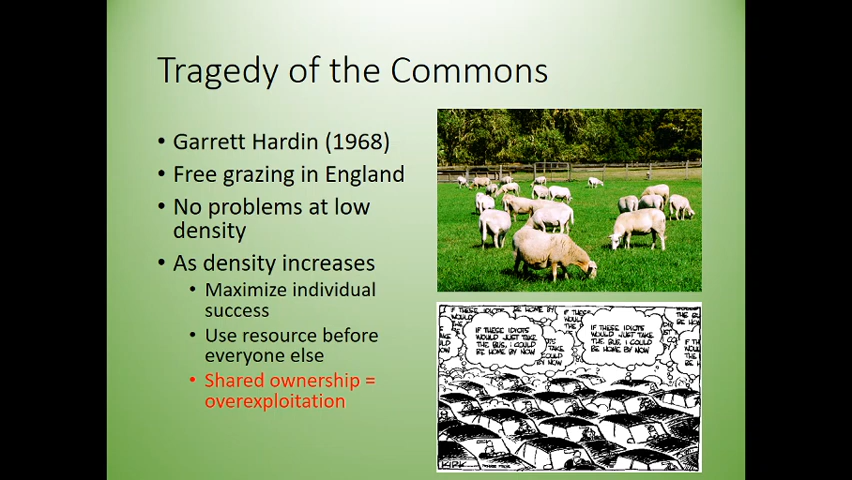 Tragedy of the Commons
• Garrett Hardin (1968)
• Free grazing in England
• No problems at low
density
• As density increases
• Maximize individual
success
• Use resource before
everyone else
• Shared ownership =
overexploitation
IF THESE IDIOTS
WOULD JUST TAKE
THE BUS, I COULD
BE HOME BY NOW
IF THESE IDIOTS
WOULD JUST TAKE
THE BUS, I COULD
BE HOME BY NOW
KIRK